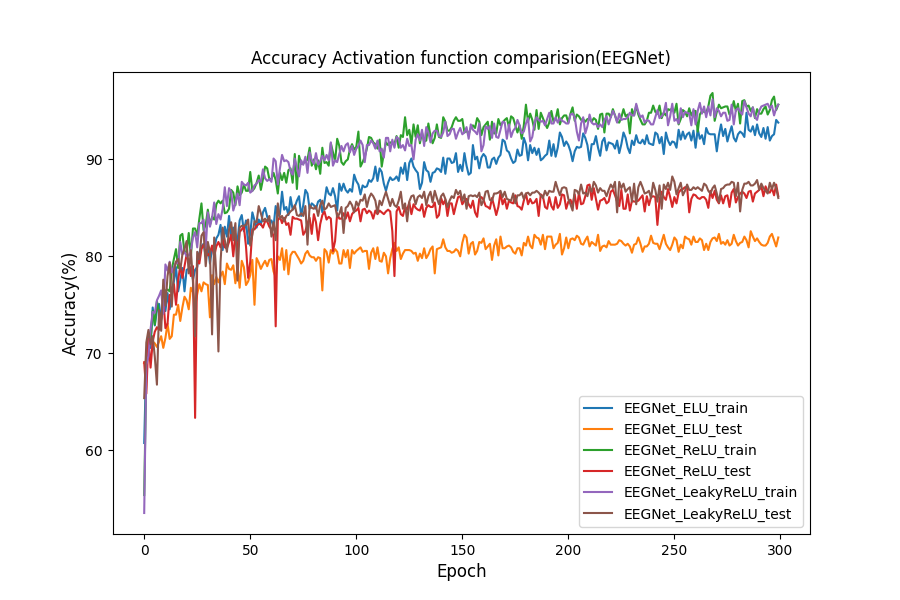 Accuracy Activation function comparision(EEGNet)
Accuracy(%)
90
80
70
60
0 50 100 150 200 250 300
Epoch
EEGNet_ELU_train
EEGNet_ELU_test
EEGNet_ReLU_train
EEGNet_ReLU_test
EEGNet_LeakyReLU_train
EEGNet_LeakyReLU_test